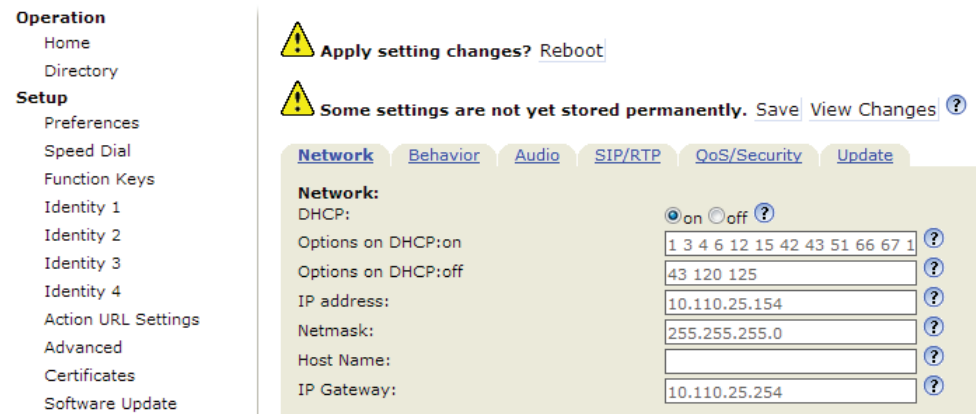 Operation
Home
Directory
Setup
Preferences
Speed Dial
Function Keys
Identity 1
Identity 2
Identity 3
Identity 4
Action URL Settings
Advanced
Certificates
Software Update
Apply setting changes? Reboot
Some settings are not yet stored permanently. Save View Changes ?
Network Behavior Audio SIP/RTP QoS/Security Update
Network:
DHCP: on off ?
Options on DHCP:on 1 3 4 6 12 15 42 43 51 66 67 1 ?
Options on DHCP:off 43 120 125 ?
IP address: 10.110.25.154 ?
Netmask: 255.255.255.0 ?
Host Name: ?
IP Gateway: 10.110.25.254 ?